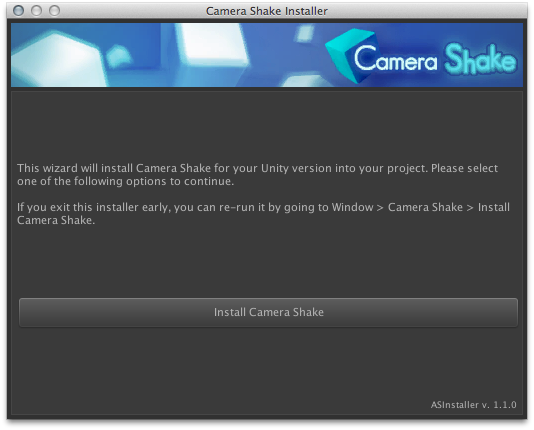 Camera Shake Installer
Camera Shake
This wizard will install Camera Shake for your Unity version into your project. Please select
one of the following options to continue.
If you exit this installer early, you can re-run it by going to Window > Camera Shake > Install
Camera Shake.
Install Camera Shake
ASInstaller v. 1.1.0